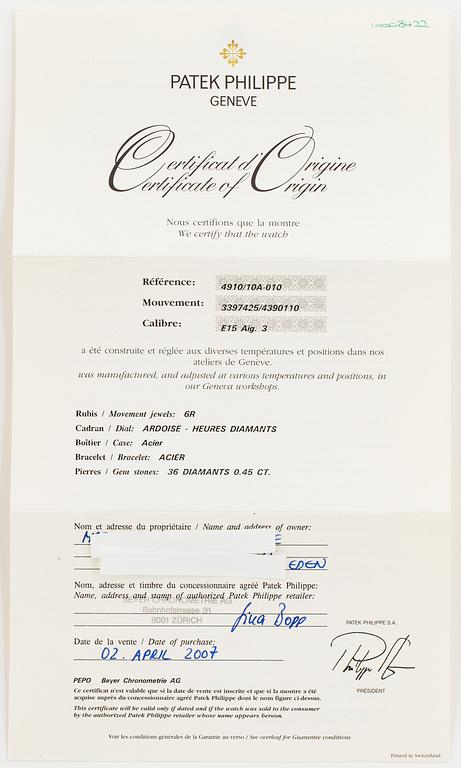 PATEK PHILIPPE
GENEVE
Certificat d'Origine
Certificate of Origin
Nous certifions que la montre
We certify that the watch
Référence: 4910/10A-010
Mouvement: 3397425/4390110
Calibre: E15 Aig. 3
a été construite et réglée aux diverses températures et positions dans nos
ateliers de Genève.
was manufactured, and adjusted at various temperatures and positions, in
our Geneva workshops.
Rubis / Movement jewels: 6R
Cadran / Dial: ARDOISE - HEURES DIAMANTS
Boîtier / Case: Acier
Bracelet / Bracelet: ACIER
Pierres / Gem stones: 36 DIAMANTS 0.45 CT.
Nom et adresse du propriétaire / Name and address of owner:
EDEN
Nom, adresse et timbre du concessionnaire agréé Patek Philippe:
Name, address and stamp of authorized Patek Philippe retailer:
BEYER CHRONOMETRIE AG
Bahnhofstrasse 31
8001 ZÜRICH
Gina Bopp
PATEK PHILIPPE S.A.
Date de la vente / Date of purchase:
02. APRIL 2007
PRÉSIDENT
PEPO Beyer Chronometrie AG
Ce certificat n'est valable que si la date de vente est inscrite et que si la montre a été
acquise auprès du concessionnaire agréé Patek Philippe dont le nom figure ci-dessus.
This certificate will be valid only if dated and if the watch was sold to the consumer
by the authorized Patek Philippe retailer whose name appears hereon.
Voir les conditions générales de la Garantie au verso / See overleaf for Guarantee conditions
Printed in Switzerland